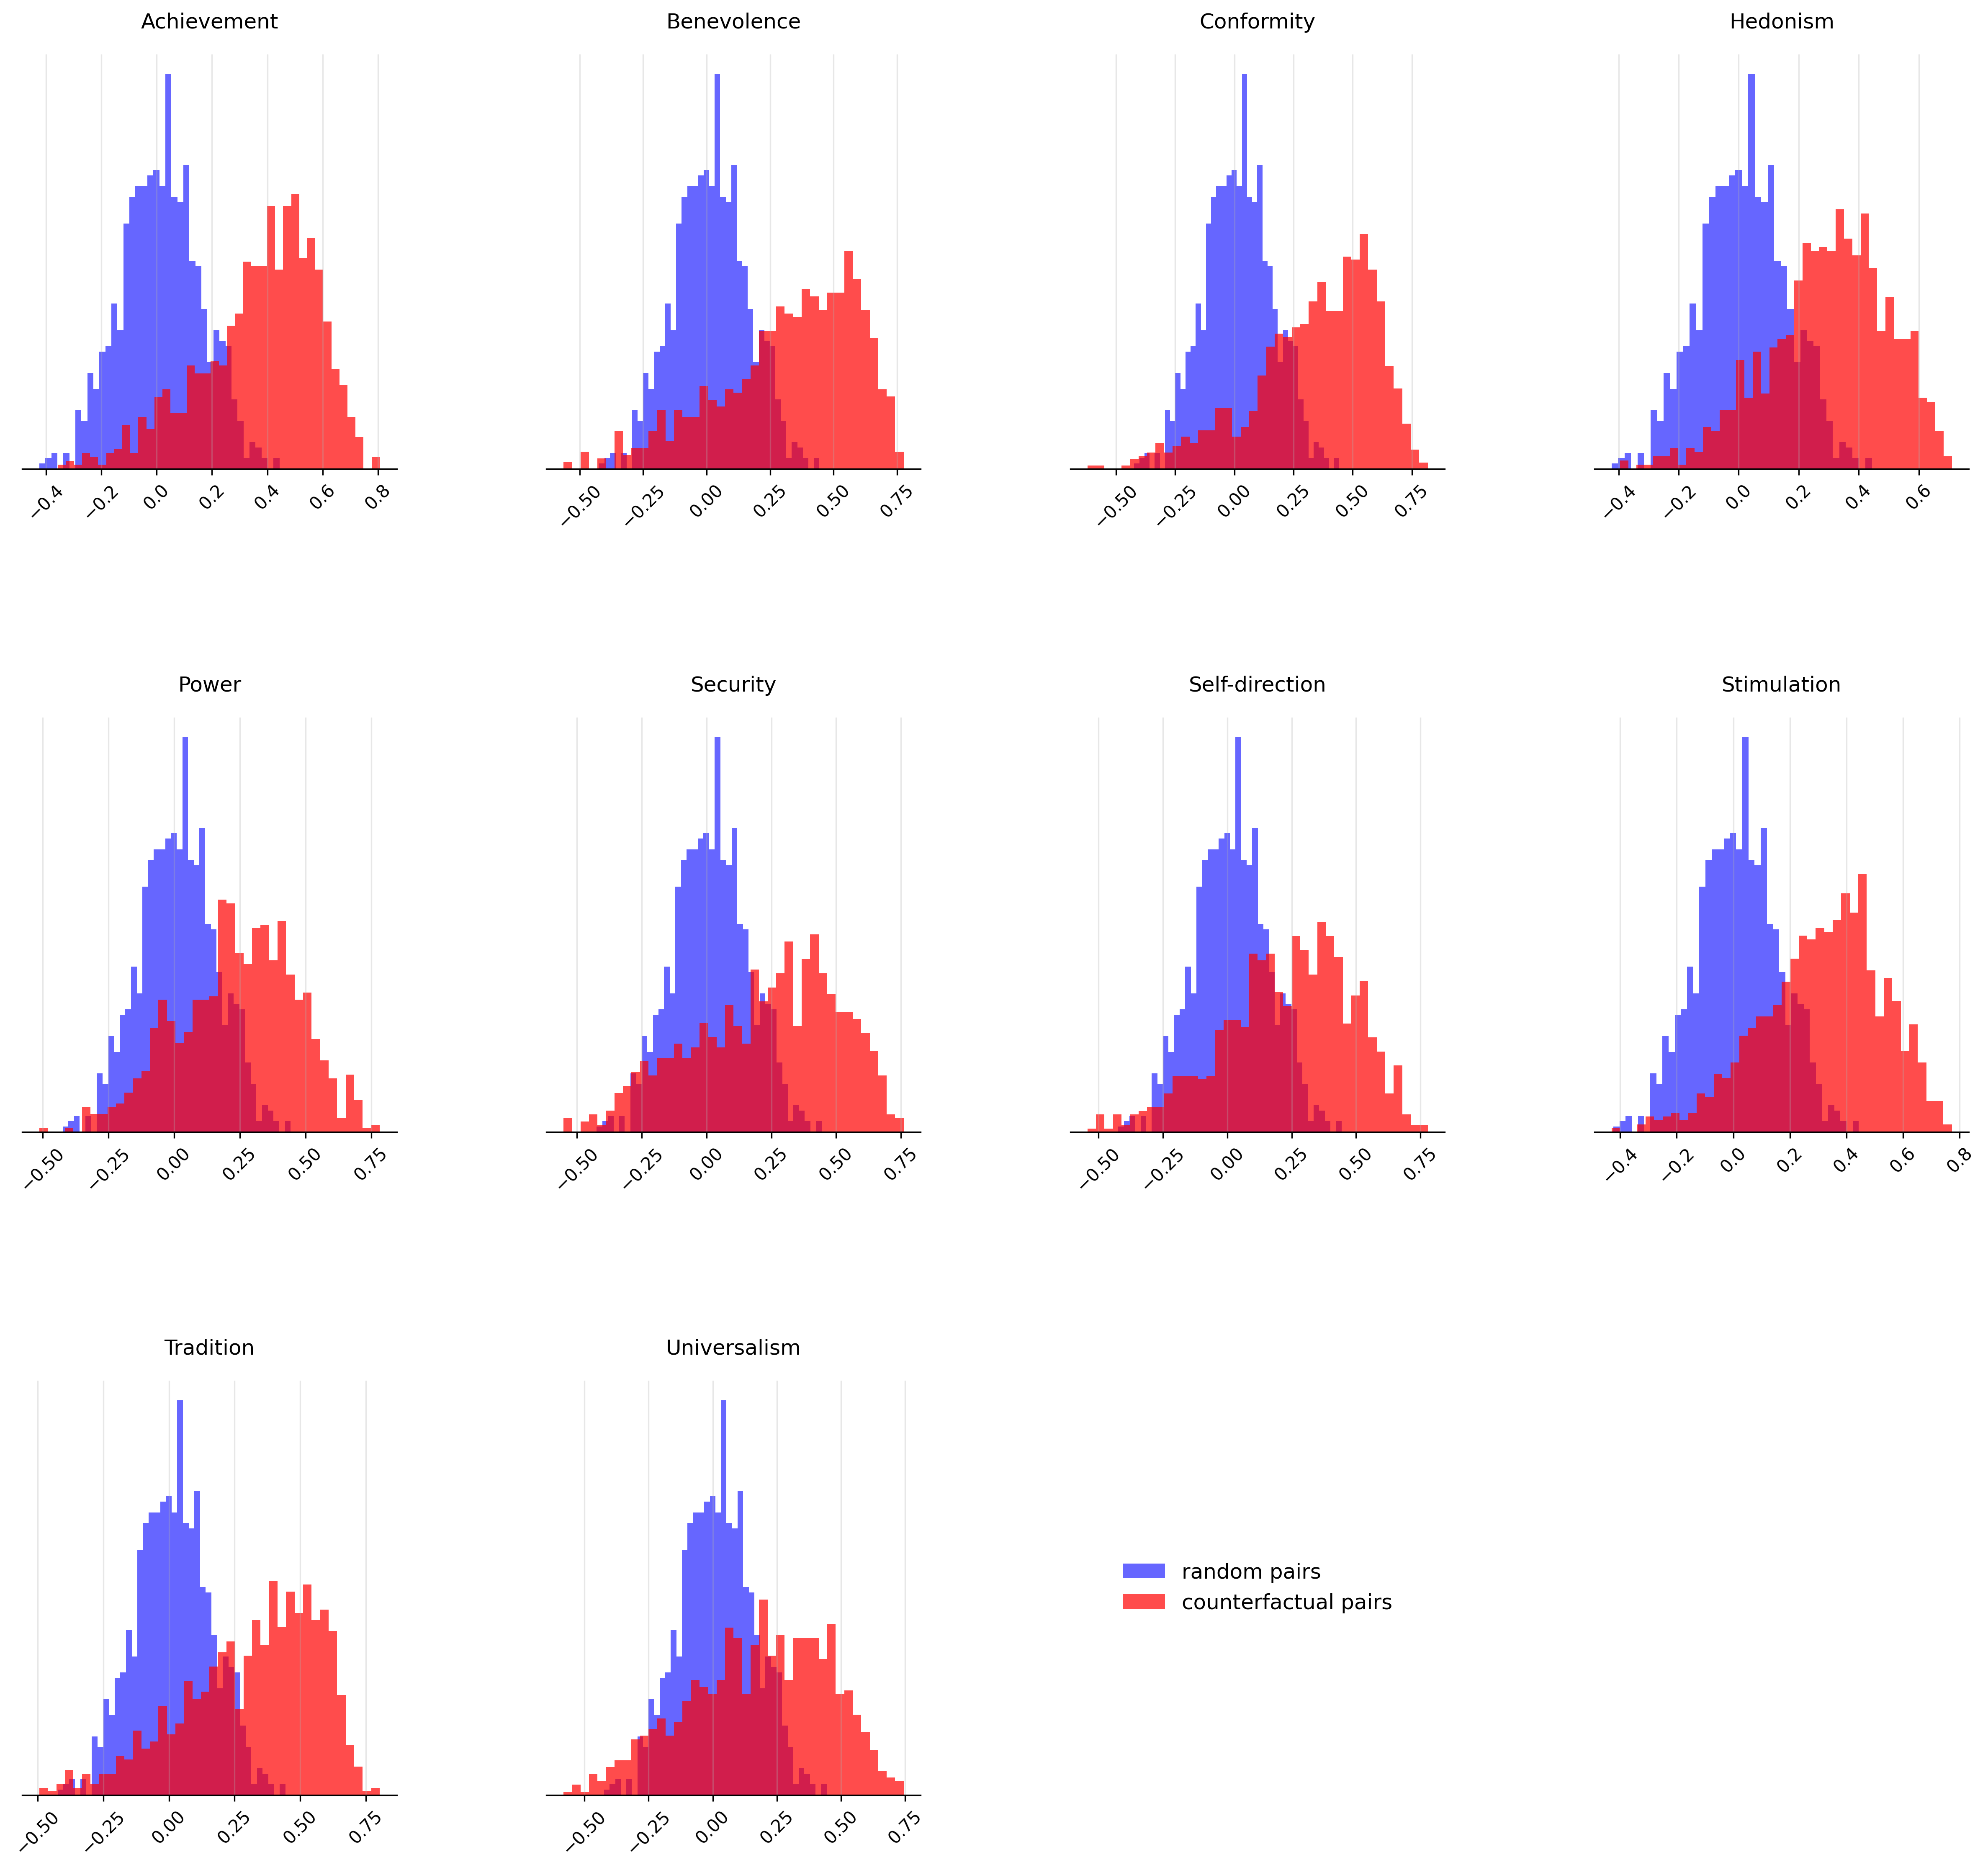 Achievement Benevolence Conformity Hedonism
−0.4 −0.2 0.0 0.2 0.4 0.6 0.8 −0.50 −0.25 0.00 0.25 0.50 0.75 −0.50 −0.25 0.00 0.25 0.50 0.75 −0.4 −0.2 0.0 0.2 0.4 0.6
Power Security Self-direction Stimulation
−0.50 −0.25 0.00 0.25 0.50 0.75 −0.50 −0.25 0.00 0.25 0.50 0.75 −0.50 −0.25 0.00 0.25 0.50 0.75 −0.4 −0.2 0.0 0.2 0.4 0.6 0.8
Tradition Universalism
random pairs
counterfactual pairs
−0.50 −0.25 0.00 0.25 0.50 0.75 −0.50 −0.25 0.00 0.25 0.50 0.75